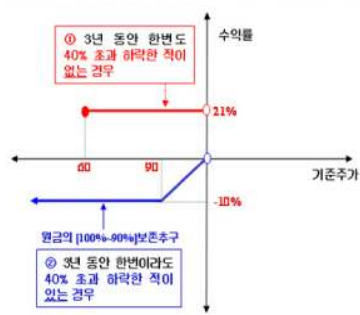 ① 3년 동안 한번도
40% 초과 하락한 적이
없는 경우
수익률
21%
60
90
기준주가
-10%
원금의 [100%~90%]보존추구
② 3년 동안 한번이라도
40% 초과 하락한 적이
있는 경우